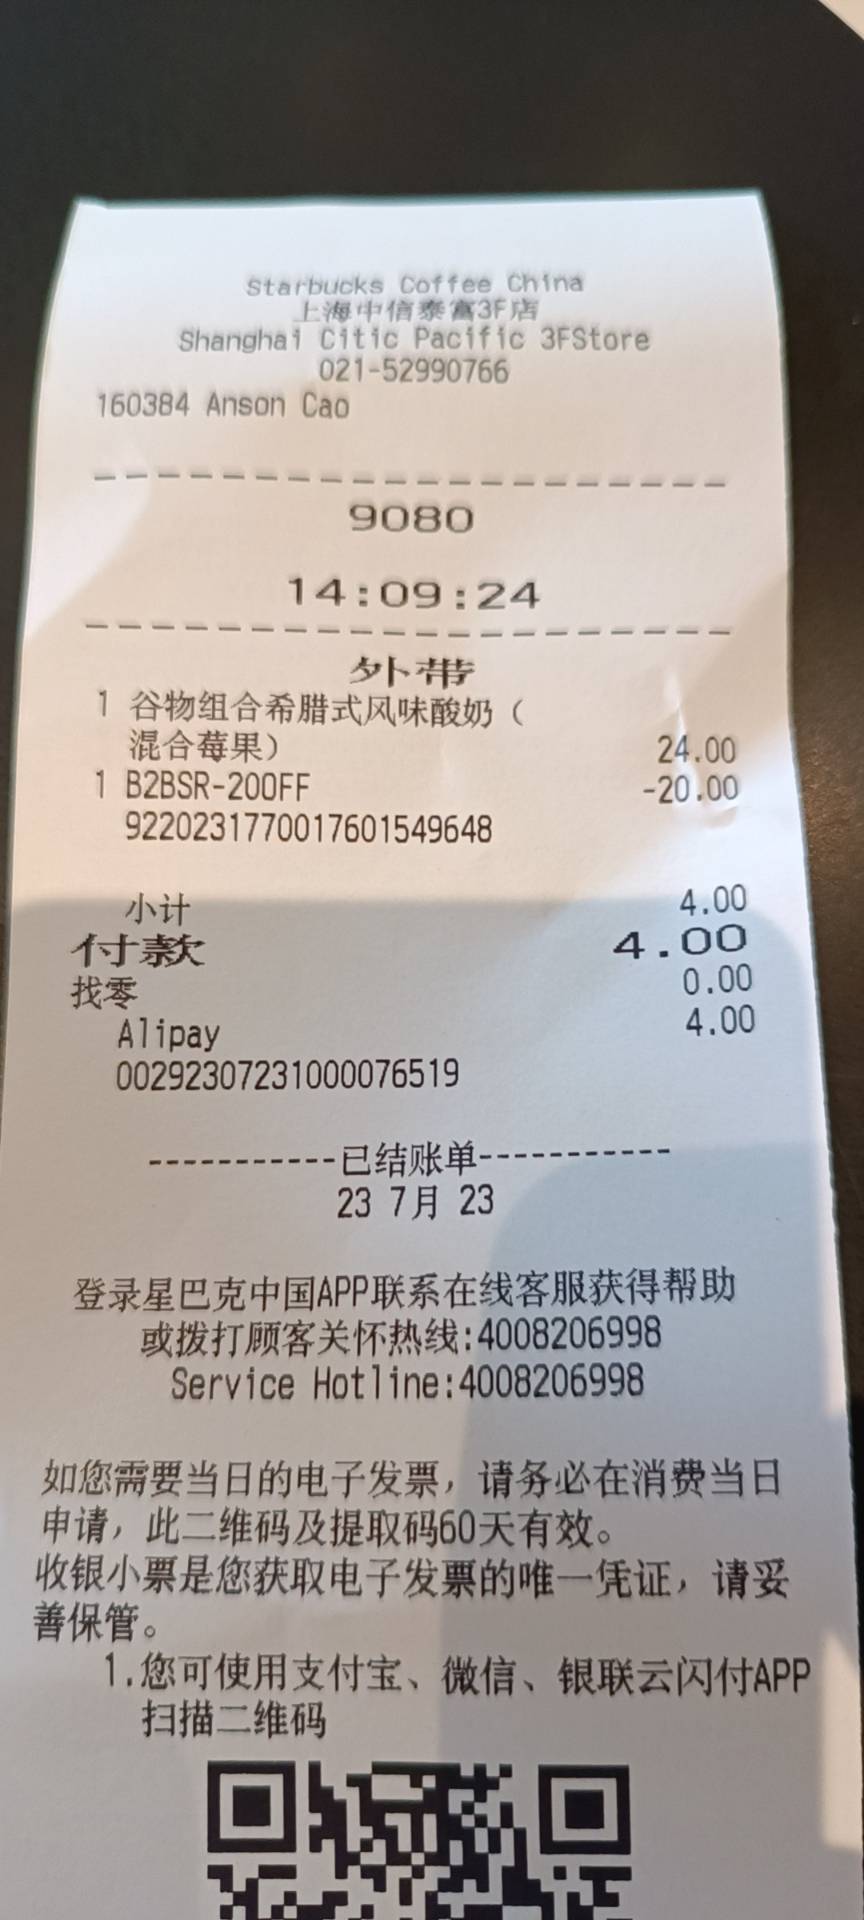 Starbucks Coffee China
上海中信泰富3F店
Shanghai Citic Pacific 3FStore
021-52990766
160384 Anson Cao
9080
14:09:24
外带
1 谷物组合希腊式风味酸奶（
混合莓果） 24.00
1 B2BSR-200FF -20.00
9220231770017601549648
小计 4.00
付款 4.00
找零 0.00
Alipay 4.00
00292307231000076519
-----------已结账单-----------
23 7月 23
登录星巴克中国APP联系在线客服获得帮助
或拨打顾客关怀热线:4008206998
Service Hotline:4008206998
如您需要当日的电子发票，请务必在消费当日
申请，此二维码及提取码60天有效。
收银小票是您获取电子发票的唯一凭证，请妥
善保管。
1.您可使用支付宝、微信、银联云闪付APP
扫描二维码